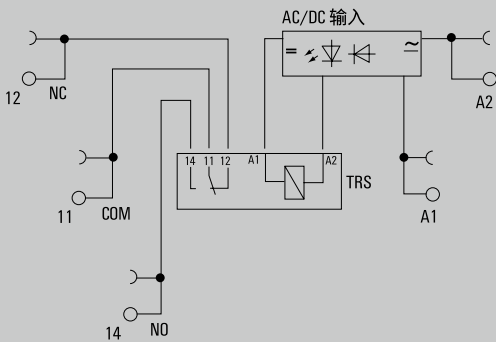 AC/DC 输入
= ≃
12 NC
A2
14 11 12 A1 A2
TRS
11 COM
A1
14 NO